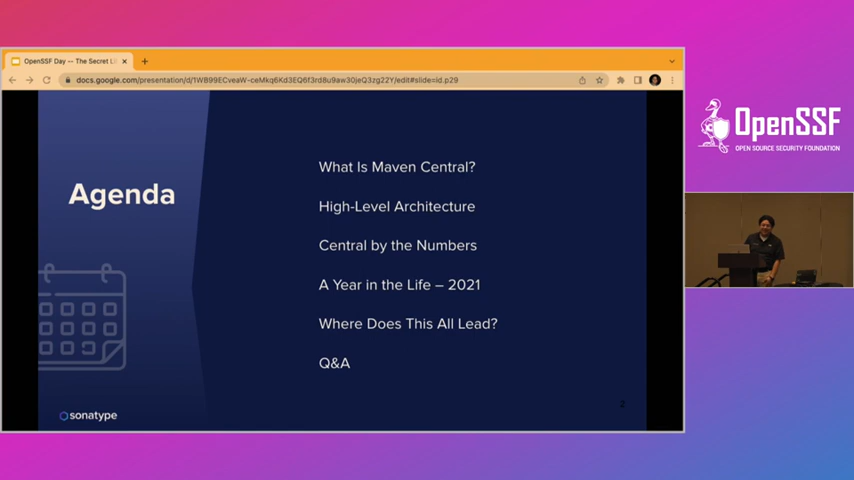 OpenSSF Day -- The Secret Li
docs.google.com/presentation/d/1WB99ECveaW-ceMkq6Kd3EQ6f3rd8u9aw30jeQ3zg22Y/edit#slide=id.p29
Agenda
What Is Maven Central?
High-Level Architecture
Central by the Numbers
A Year in the Life – 2021
Where Does This All Lead?
Q&A
2
sonatype
OpenSSF
OPEN SOURCE SECURITY FOUNDATION